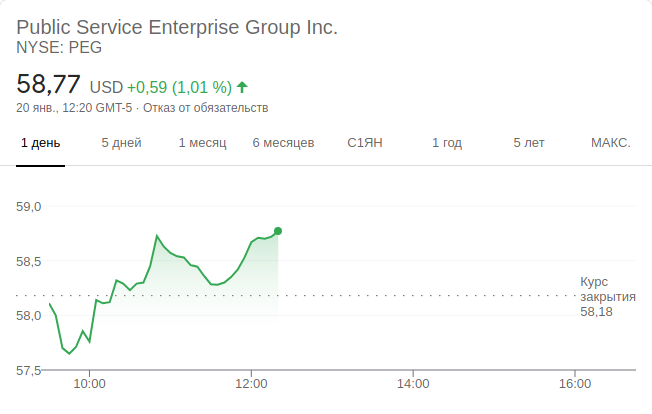 Public Service Enterprise Group Inc.
NYSE: PEG
58,77 USD +0,59 (1,01 %)
20 янв., 12:20 GMT-5 · Отказ от обязательств
1 день 5 дней 1 месяц 6 месяцев С1ЯН 1 год 5 лет МАКС.
59,0
58,5
Курс
закрытия
58,18
58,0
57,5
10:00 12:00 14:00 16:00